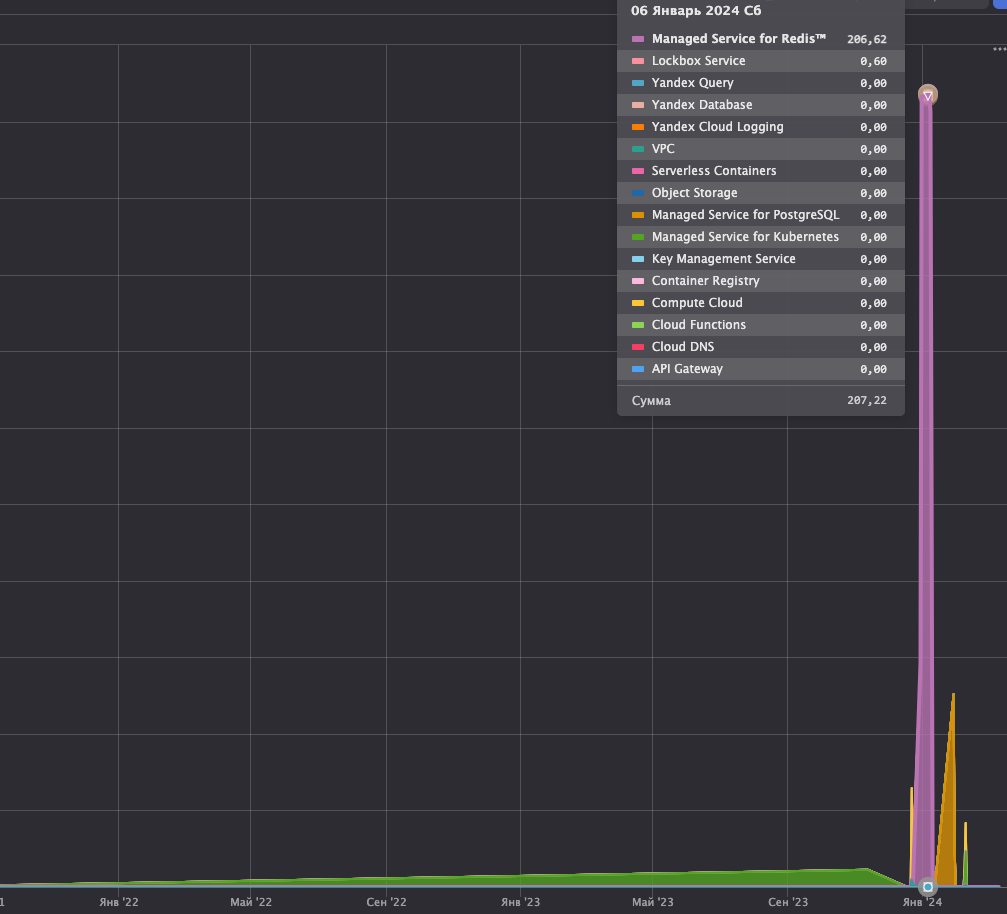 06 Январь 2024 Сб
Managed Service for Redis™ 206,62
Lockbox Service 0,60
Yandex Query 0,00
Yandex Database 0,00
Yandex Cloud Logging 0,00
VPC 0,00
Serverless Containers 0,00
Object Storage 0,00
Managed Service for PostgreSQL 0,00
Managed Service for Kubernetes 0,00
Key Management Service 0,00
Container Registry 0,00
Compute Cloud 0,00
Cloud Functions 0,00
Cloud DNS 0,00
API Gateway 0,00
Сумма 207,22
1 Янв '22 Май '22 Сен '22 Янв '23 Май '23 Сен '23 Янв '24